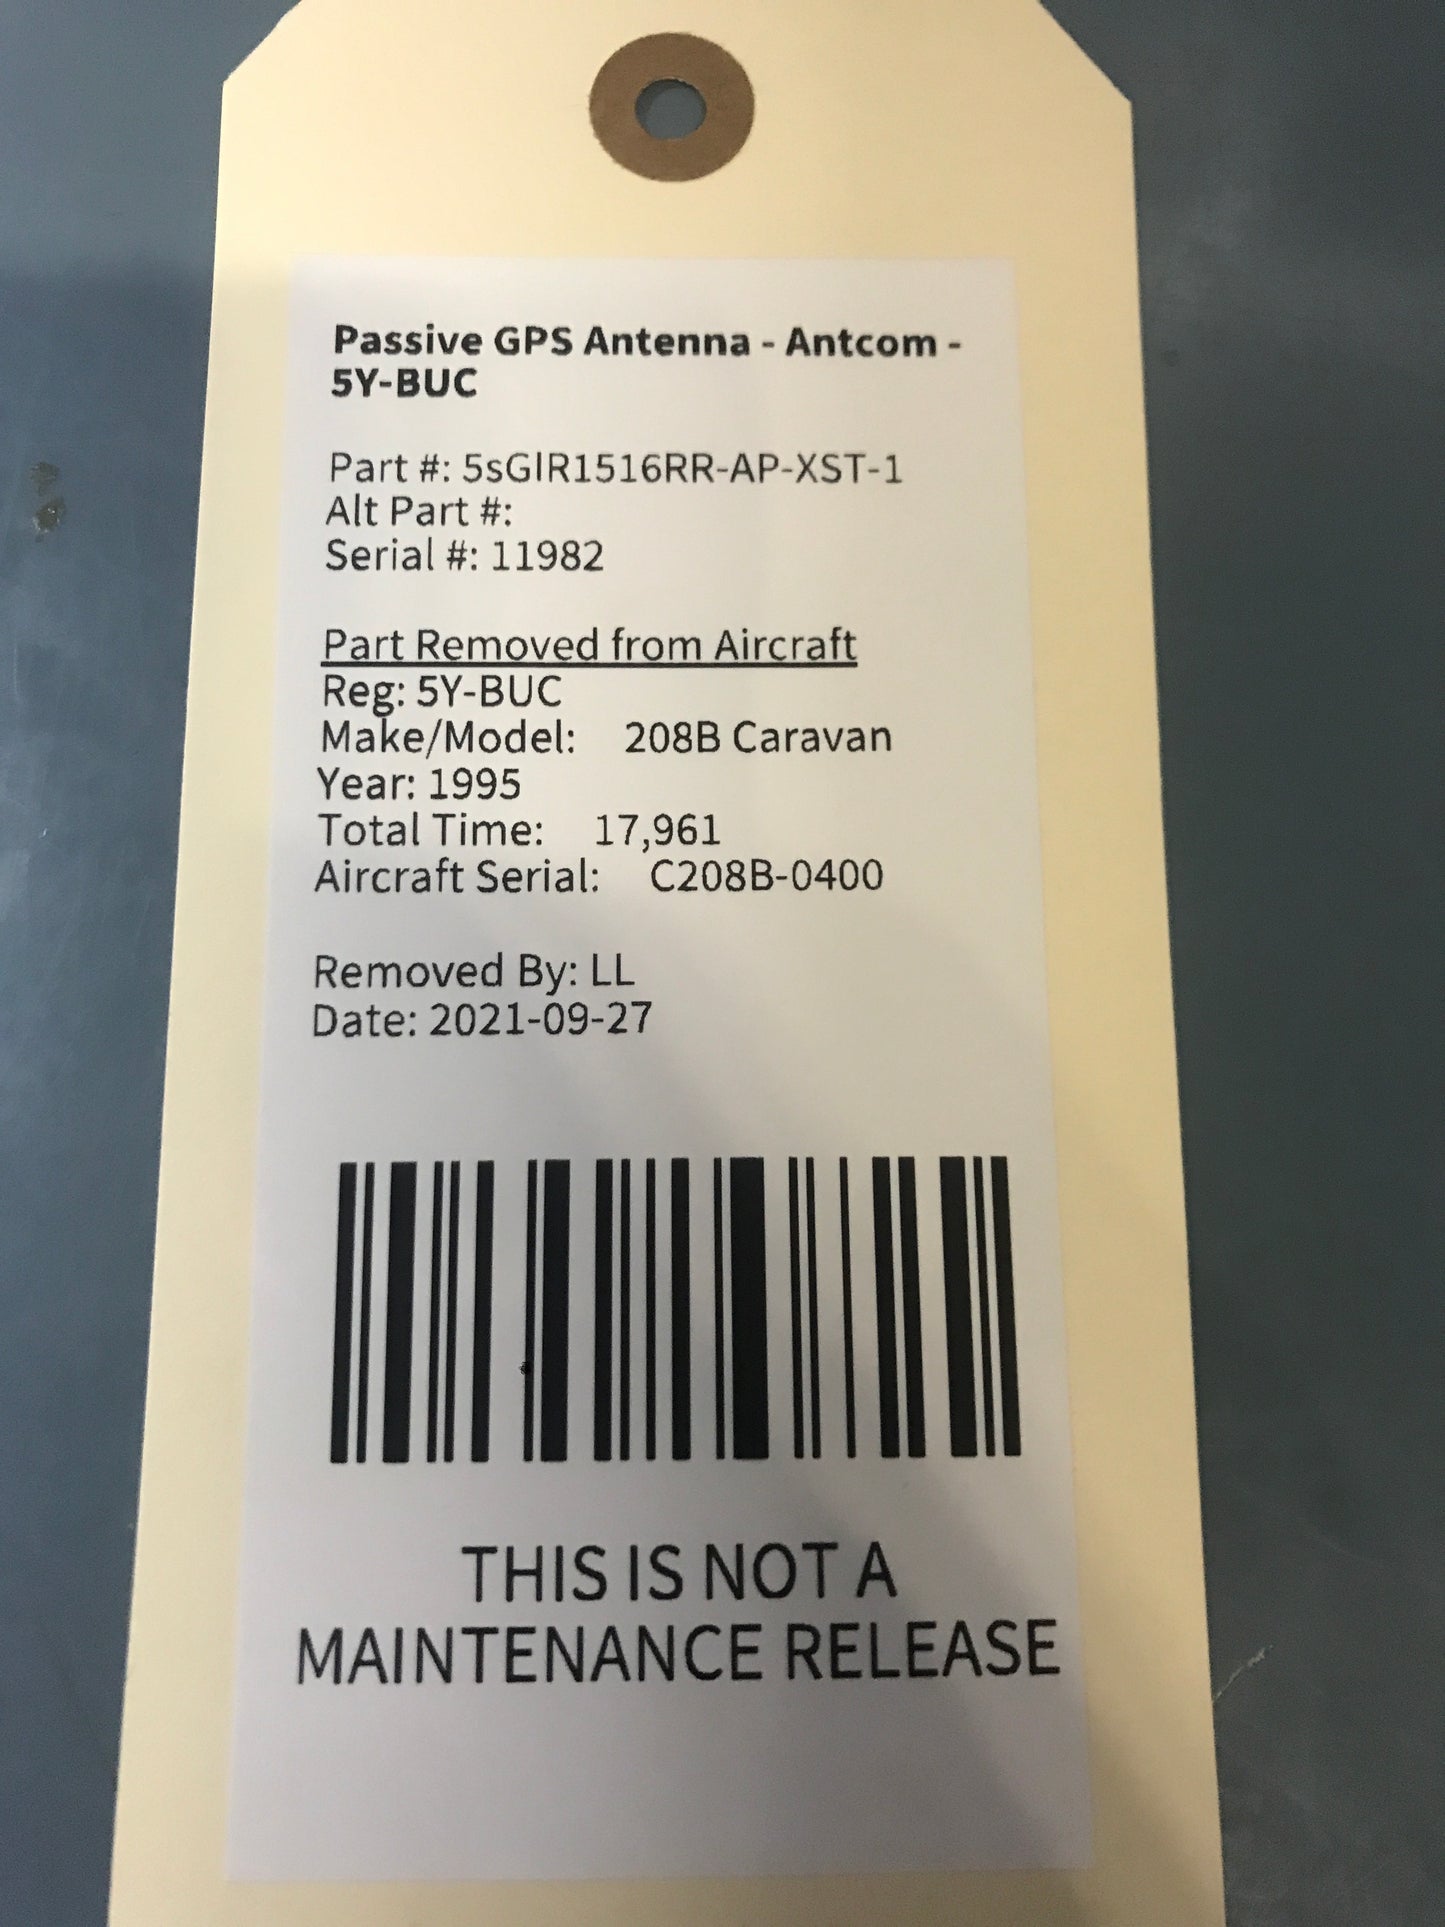 Passive GPS Antenna - Antcom -
5Y-BUC
Part #: 5sGIR1516RR-AP-XST-1
Alt Part #:
Serial #: 11982
Part Removed from Aircraft
Reg: 5Y-BUC
Make/Model: 208B Caravan
Year: 1995
Total Time: 17,961
Aircraft Serial: C208B-0400
Removed By: LL
Date: 2021-09-27
THIS IS NOT A
MAINTENANCE RELEASE